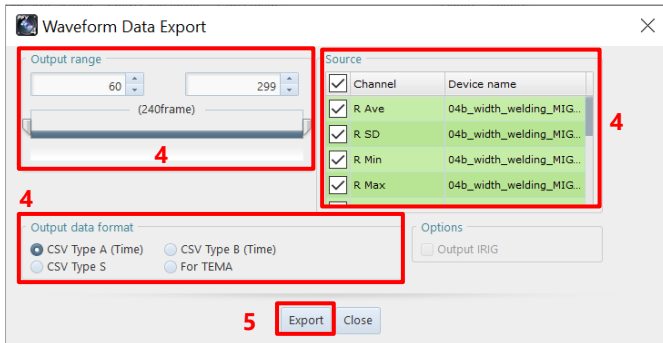 Waveform Data Export
Output range
60
299
(240frame)
4
Source
Channel Device name
R Ave 04b_width_welding_MIG...
R SD 04b_width_welding_MIG...
R Min 04b_width_welding_MIG...
R Max 04b_width_welding_MIG...
4
4
Output data format
CSV Type A (Time) CSV Type B (Time)
CSV Type S For TEMA
Options
Output IRIG
5
Export Close